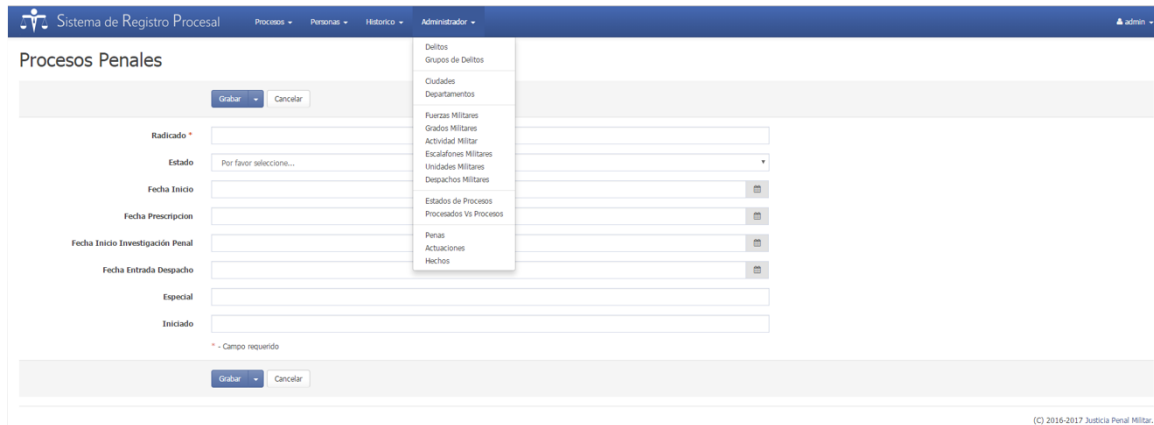 Sistema de Registro Procesal Procesos Personas Historico Administrador admin
Delitos
Grupos de Delitos
Ciudades
Departamentos
Fuerzas Militares
Grados Militares
Actividad Militar
Escalafones Militares
Unidades Militares
Despachos Militares
Estados de Procesos
Procesados Vs Procesos
Penas
Actuaciones
Hechos
Procesos Penales
Grabar Cancelar
Radicado *
Estado Por favor seleccione...
Fecha Inicio
Fecha Prescripcion
Fecha Inicio Investigación Penal
Fecha Entrada Despacho
Especial
Iniciado
* - Campo requerido
Grabar Cancelar
(C) 2016-2017 Justicia Penal Militar.